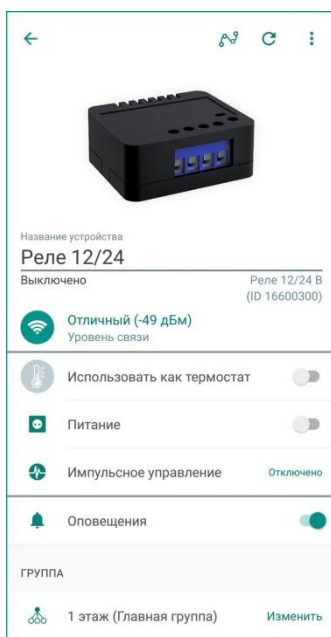 Название устройства
Реле 12/24
Выключено Реле 12/24 В
(ID 16600300)
Отличный (-49 дБм)
Уровень связи
Использовать как термостат
Питание
Импульсное управление Отключено
Оповещения
ГРУППА
1 этаж (Главная группа) Изменить